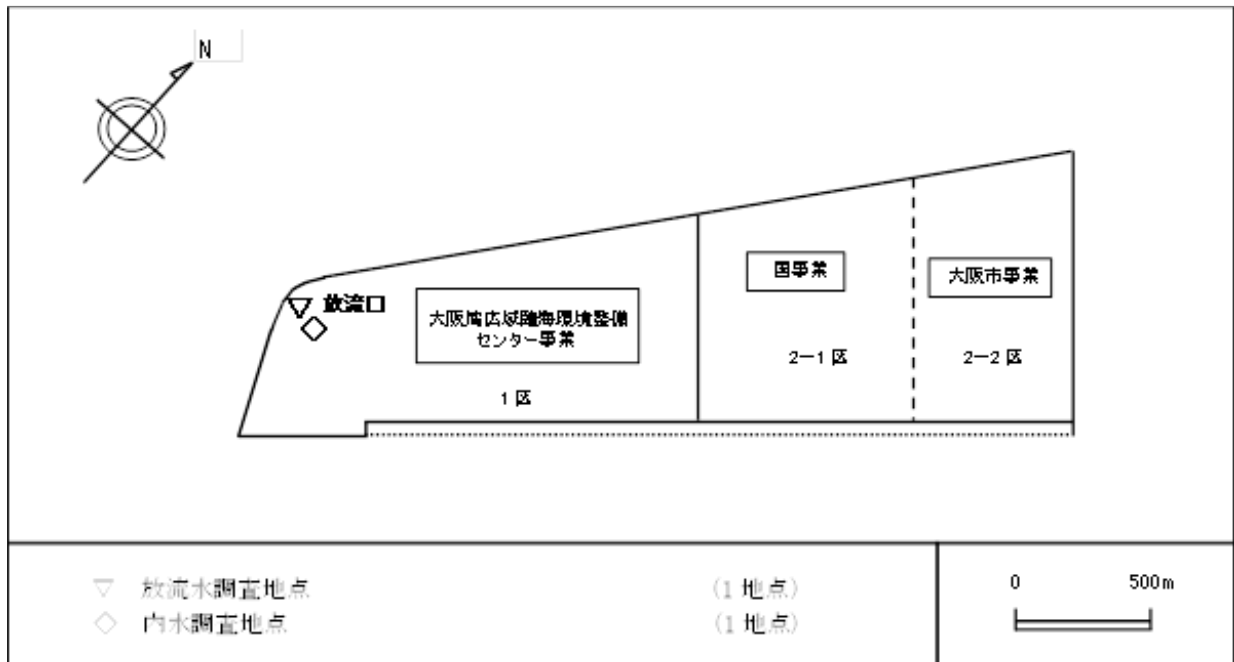 N
放流口
大阪湾広域臨海環境整備
センター事業
1 区
国事業
2－1 区
大阪市事業
2－2 区
▽ 放流水調査地点 (1 地点)
◇ 内水調査地点 (1 地点)
0 500m